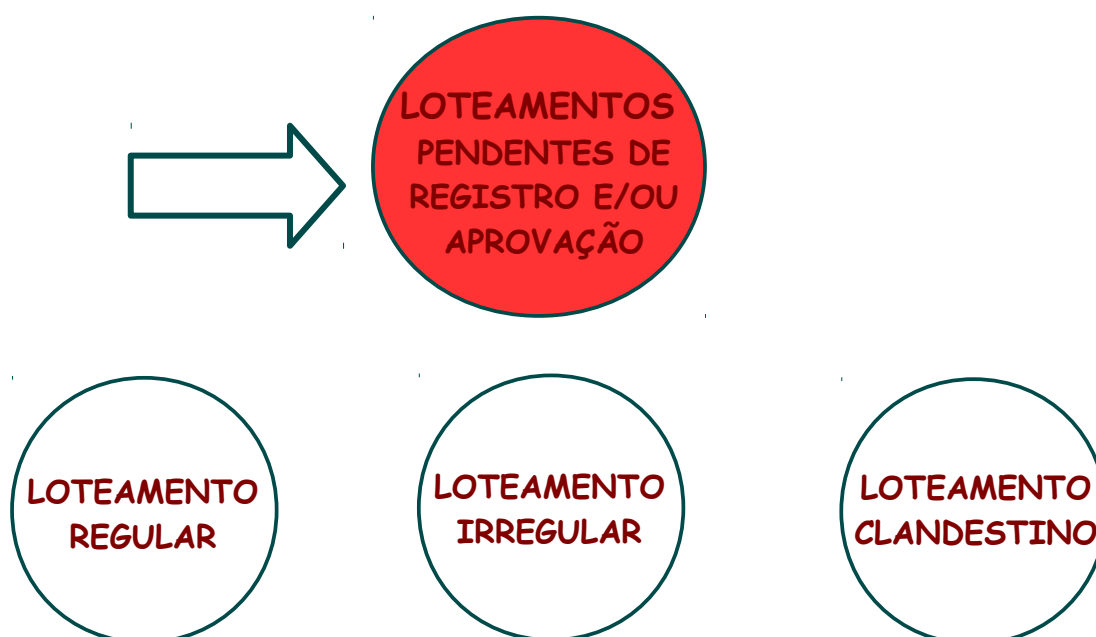 LOTEAMENTOS
PENDENTES DE
REGISTRO E/OU
APROVAÇÃO
LOTEAMENTO
REGULAR
LOTEAMENTO
IRREGULAR
LOTEAMENTO
CLANDESTINO